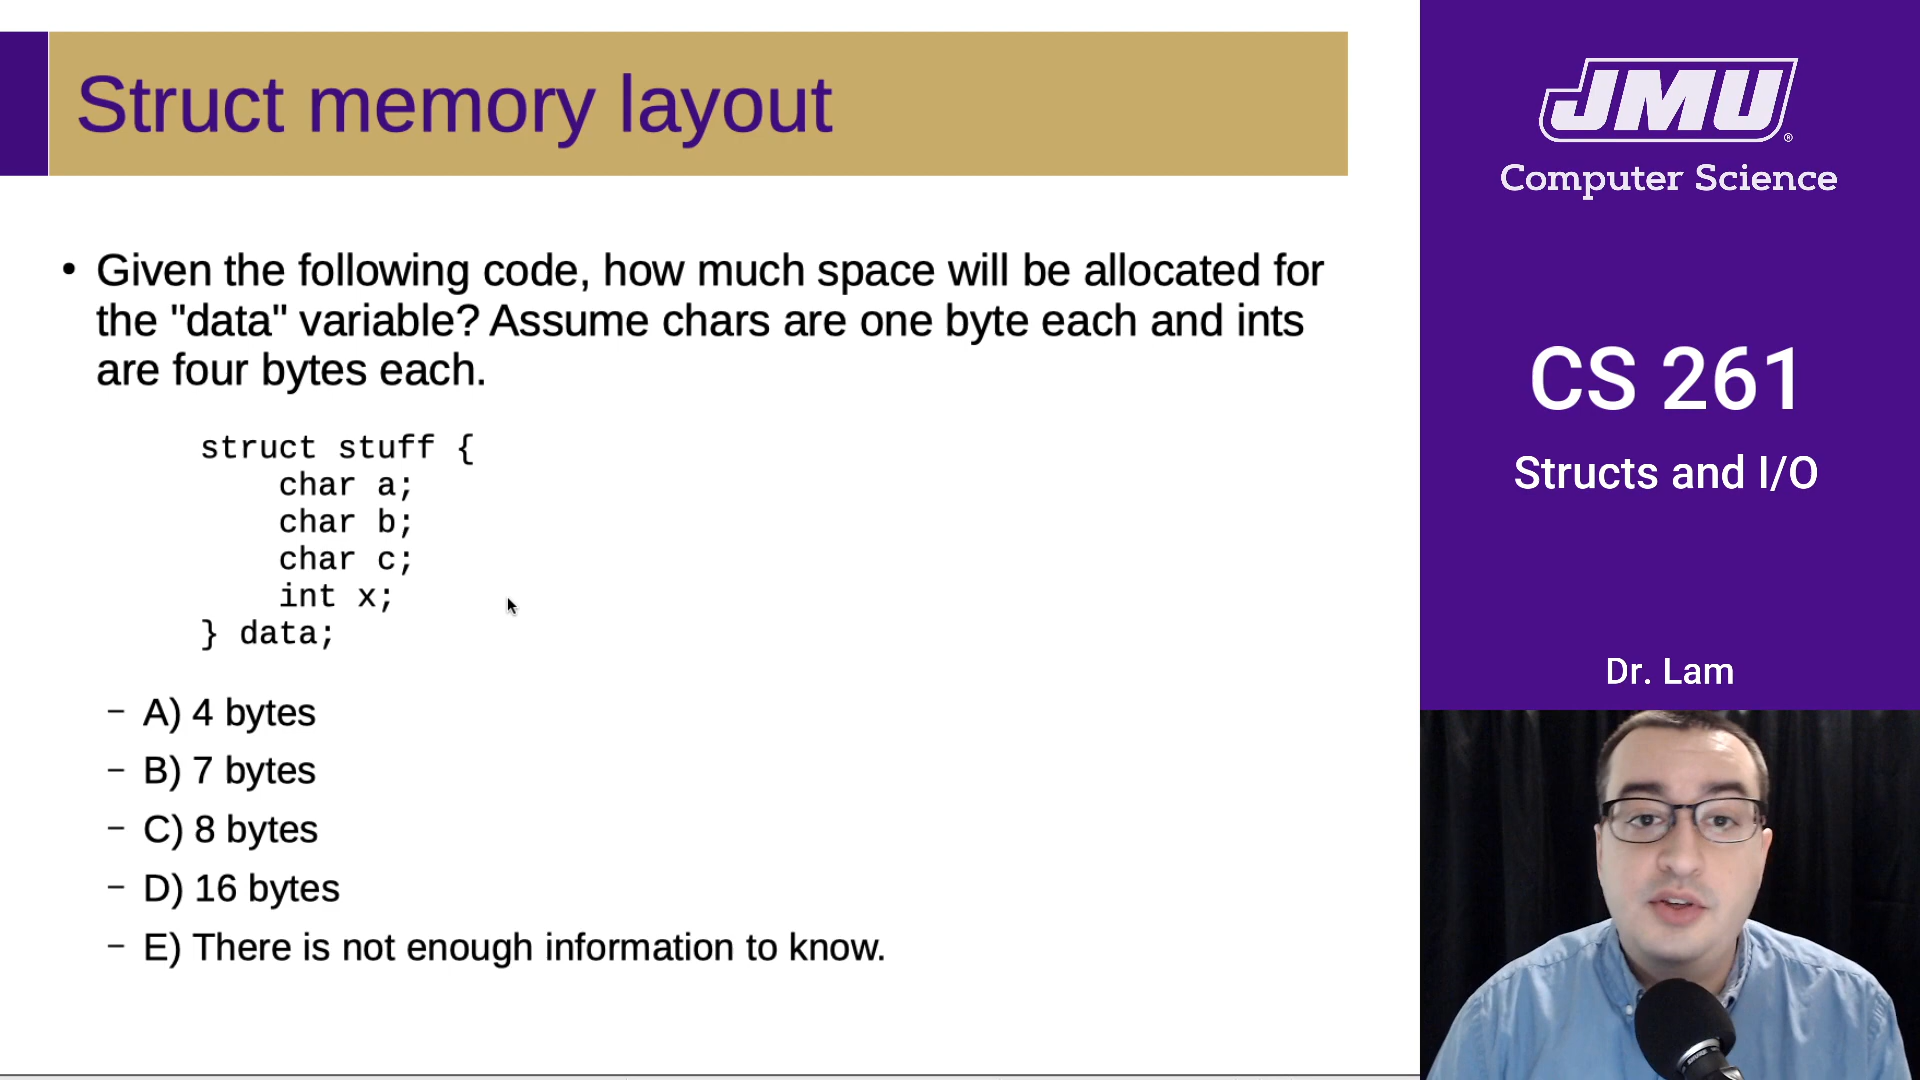 Struct memory layout
• Given the following code, how much space will be allocated for
the "data" variable? Assume chars are one byte each and ints
are four bytes each.
struct stuff {
    char a;
    char b;
    char c;
    int x;
} data;
– A) 4 bytes
– B) 7 bytes
– C) 8 bytes
– D) 16 bytes
– E) There is not enough information to know.
JMU®
Computer Science
CS 261
Structs and I/O
Dr. Lam